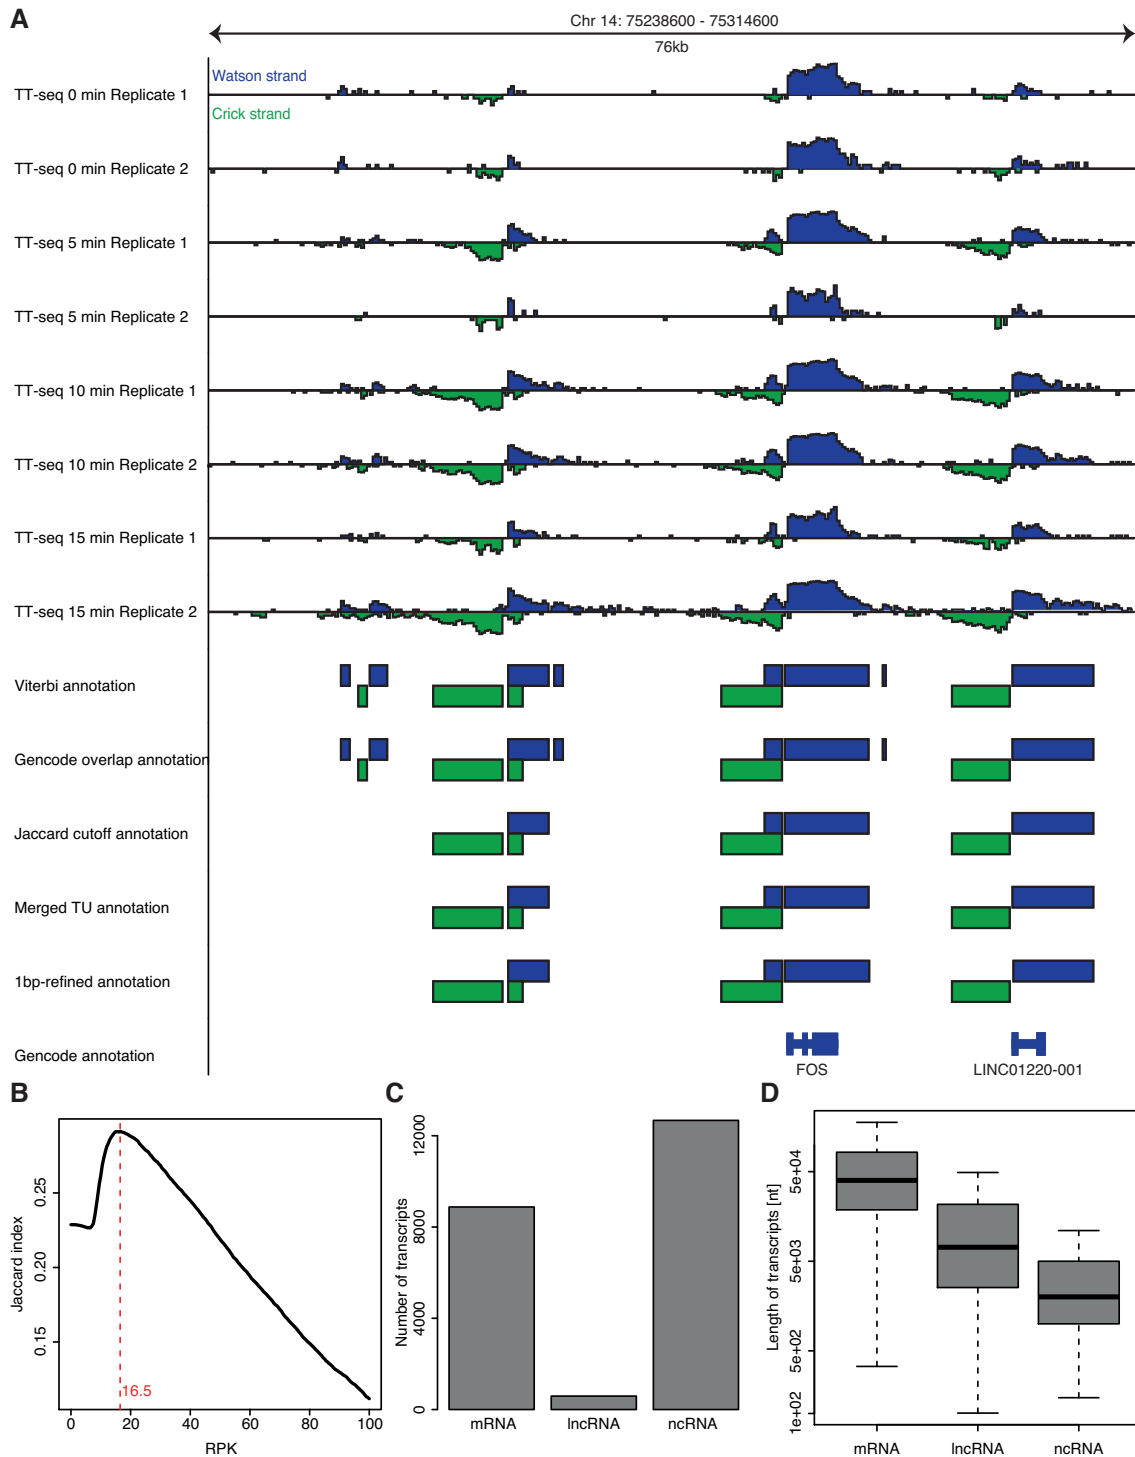 A
Chr 14: 75238600 - 75314600
76kb
Watson strand
TT-seq 0 min Replicate 1
Crick strand
TT-seq 0 min Replicate 2
TT-seq 5 min Replicate 1
TT-seq 5 min Replicate 2
TT-seq 10 min Replicate 1
TT-seq 10 min Replicate 2
TT-seq 15 min Replicate 1
TT-seq 15 min Replicate 2
Viterbi annotation
Gencode overlap annotation
Jaccard cutoff annotation
Merged TU annotation
1bp-refined annotation
Gencode annotation
FOS
LINC01220-001
B
Jaccard index
0.25
0.20
0.15
16.5
0
20
40
60
80
100
RPK
C
Number of transcripts
12000
8000
4000
0
mRNA
lncRNA
ncRNA
D
Length of transcripts [nt]
5e+04
5e+03
5e+02
1e+02
mRNA
lncRNA
ncRNA